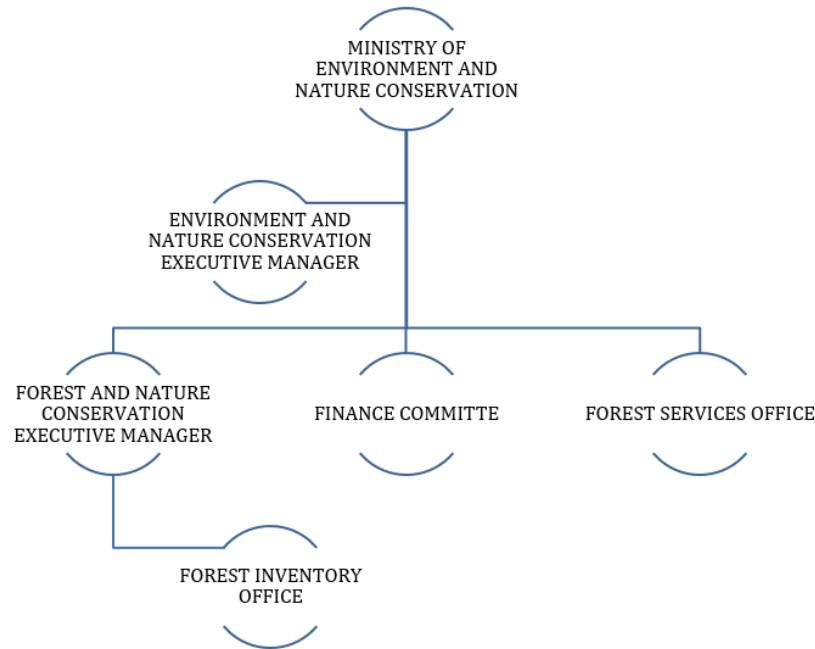 MINISTRY OF
ENVIRONMENT AND
NATURE CONSERVATION
ENVIRONMENT AND
NATURE CONSERVATION
EXECUTIVE MANAGER
FOREST AND NATURE
CONSERVATION
EXECUTIVE MANAGER
FINANCE COMMITTE
FOREST SERVICES OFFICE
FOREST INVENTORY
OFFICE